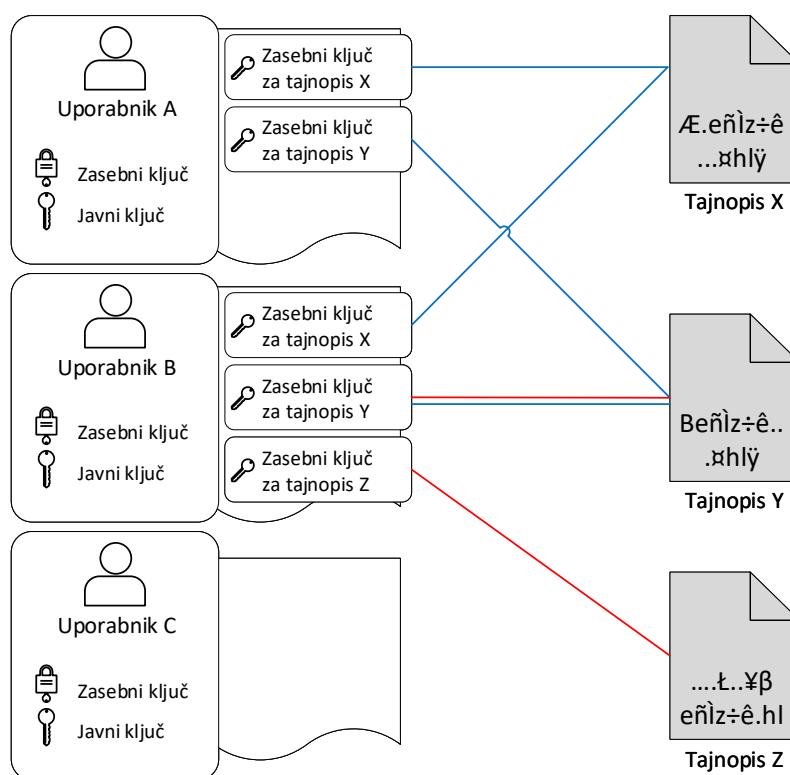 Uporabnik A
Zasebni ključ
Javni ključ
Zasebni ključ
za tajnopis X
Zasebni ključ
za tajnopis Y
Æ.eñÌz÷ê
...¤hlÿ
Tajnopis X
Uporabnik B
Zasebni ključ
Javni ključ
Zasebni ključ
za tajnopis X
Zasebni ključ
za tajnopis Y
Zasebni ključ
za tajnopis Z
BeñÌz÷ê..
.¤hlÿ
Tajnopis Y
Uporabnik C
Zasebni ključ
Javni ključ
....Ł..¥β
eñÌz÷ê.hl
Tajnopis Z